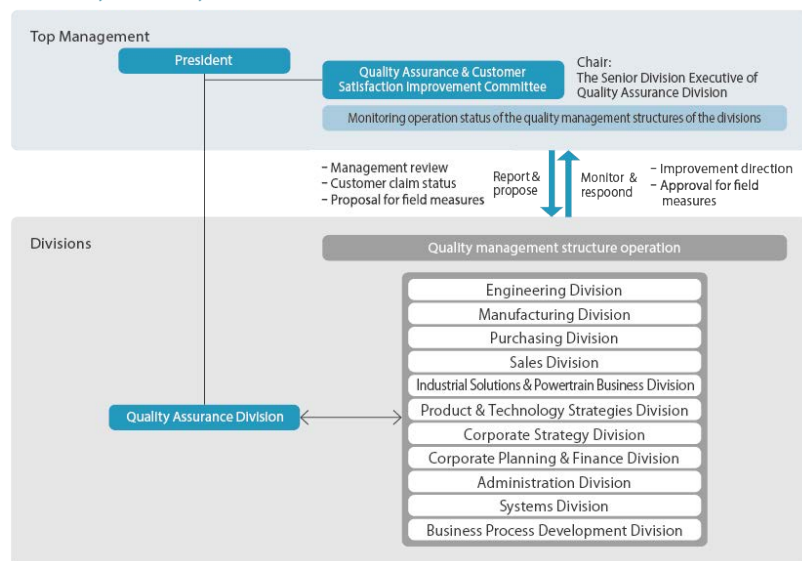 Top Management
President
Quality Assurance & Customer
Satisfaction Improvement Committee
Chair:
The Senior Division Executive of
Quality Assurance Division
Monitoring operation status of the quality management structures of the divisions
– Management review
– Customer claim status
– Proposal for field measures
Report &
propose
Monitor &
respoond
– Improvement direction
– Approval for field
measures
Divisions
Quality management structure operation
Engineering Division
Manufacturing Division
Purchasing Division
Sales Division
Industrial Solutions & Powertrain Business Division
Quality Assurance Division
Product & Technology Strategies Division
Corporate Strategy Division
Corporate Planning & Finance Division
Administration Division
Systems Division
Business Process Development Division